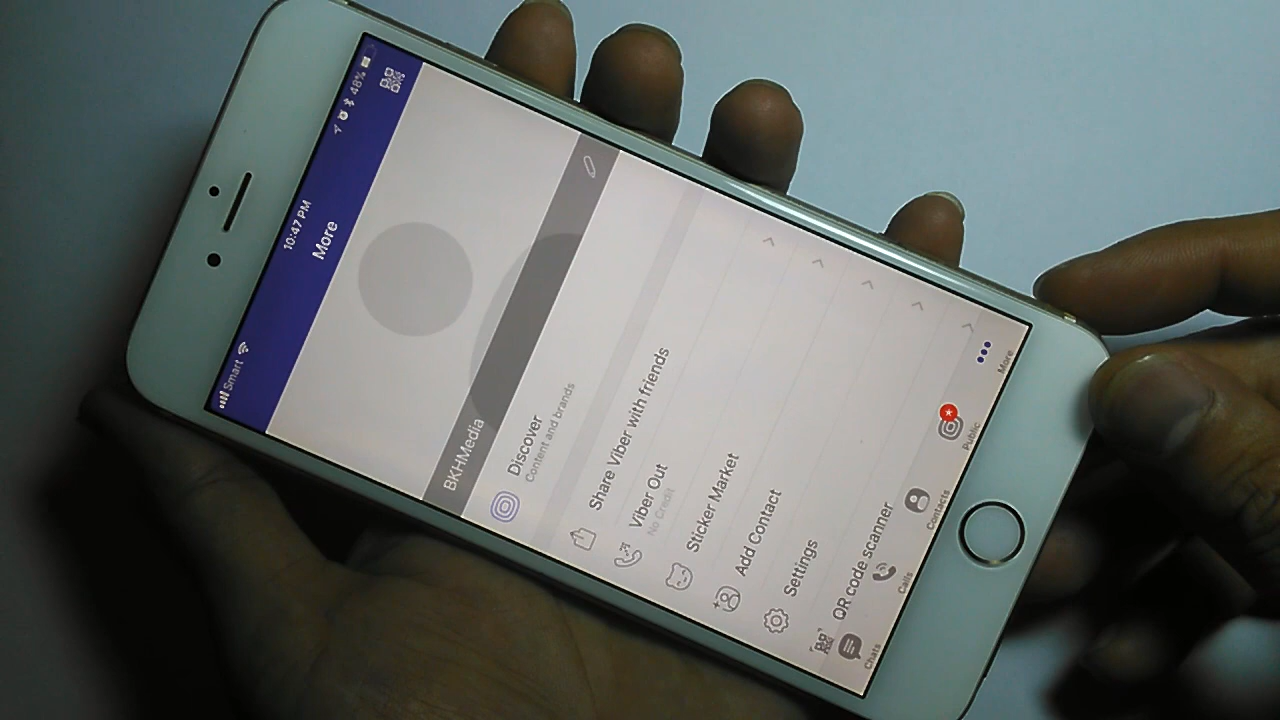 Smart 10:47 PM 48%
More
BKHMedia
Discover
Content and brands
Share Viber with friends
Viber Out
No Credit
Sticker Market
Add Contact
Settings
QR code scanner
Chats Calls Contacts Public More